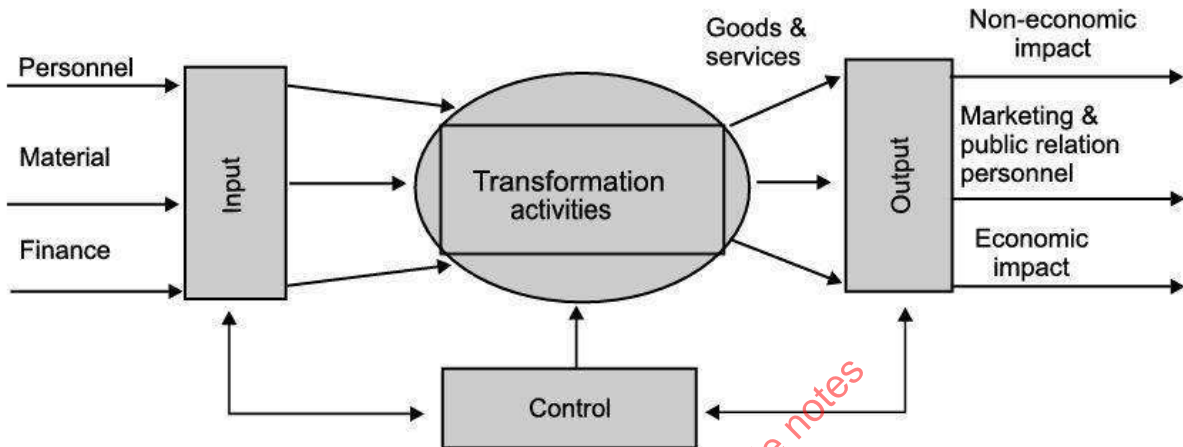 Personnel
Material
Finance
Input
Transformation
activities
Goods &
services
Output
Non-economic
impact
Marketing &
public relation
personnel
Economic
impact
Control
e notes